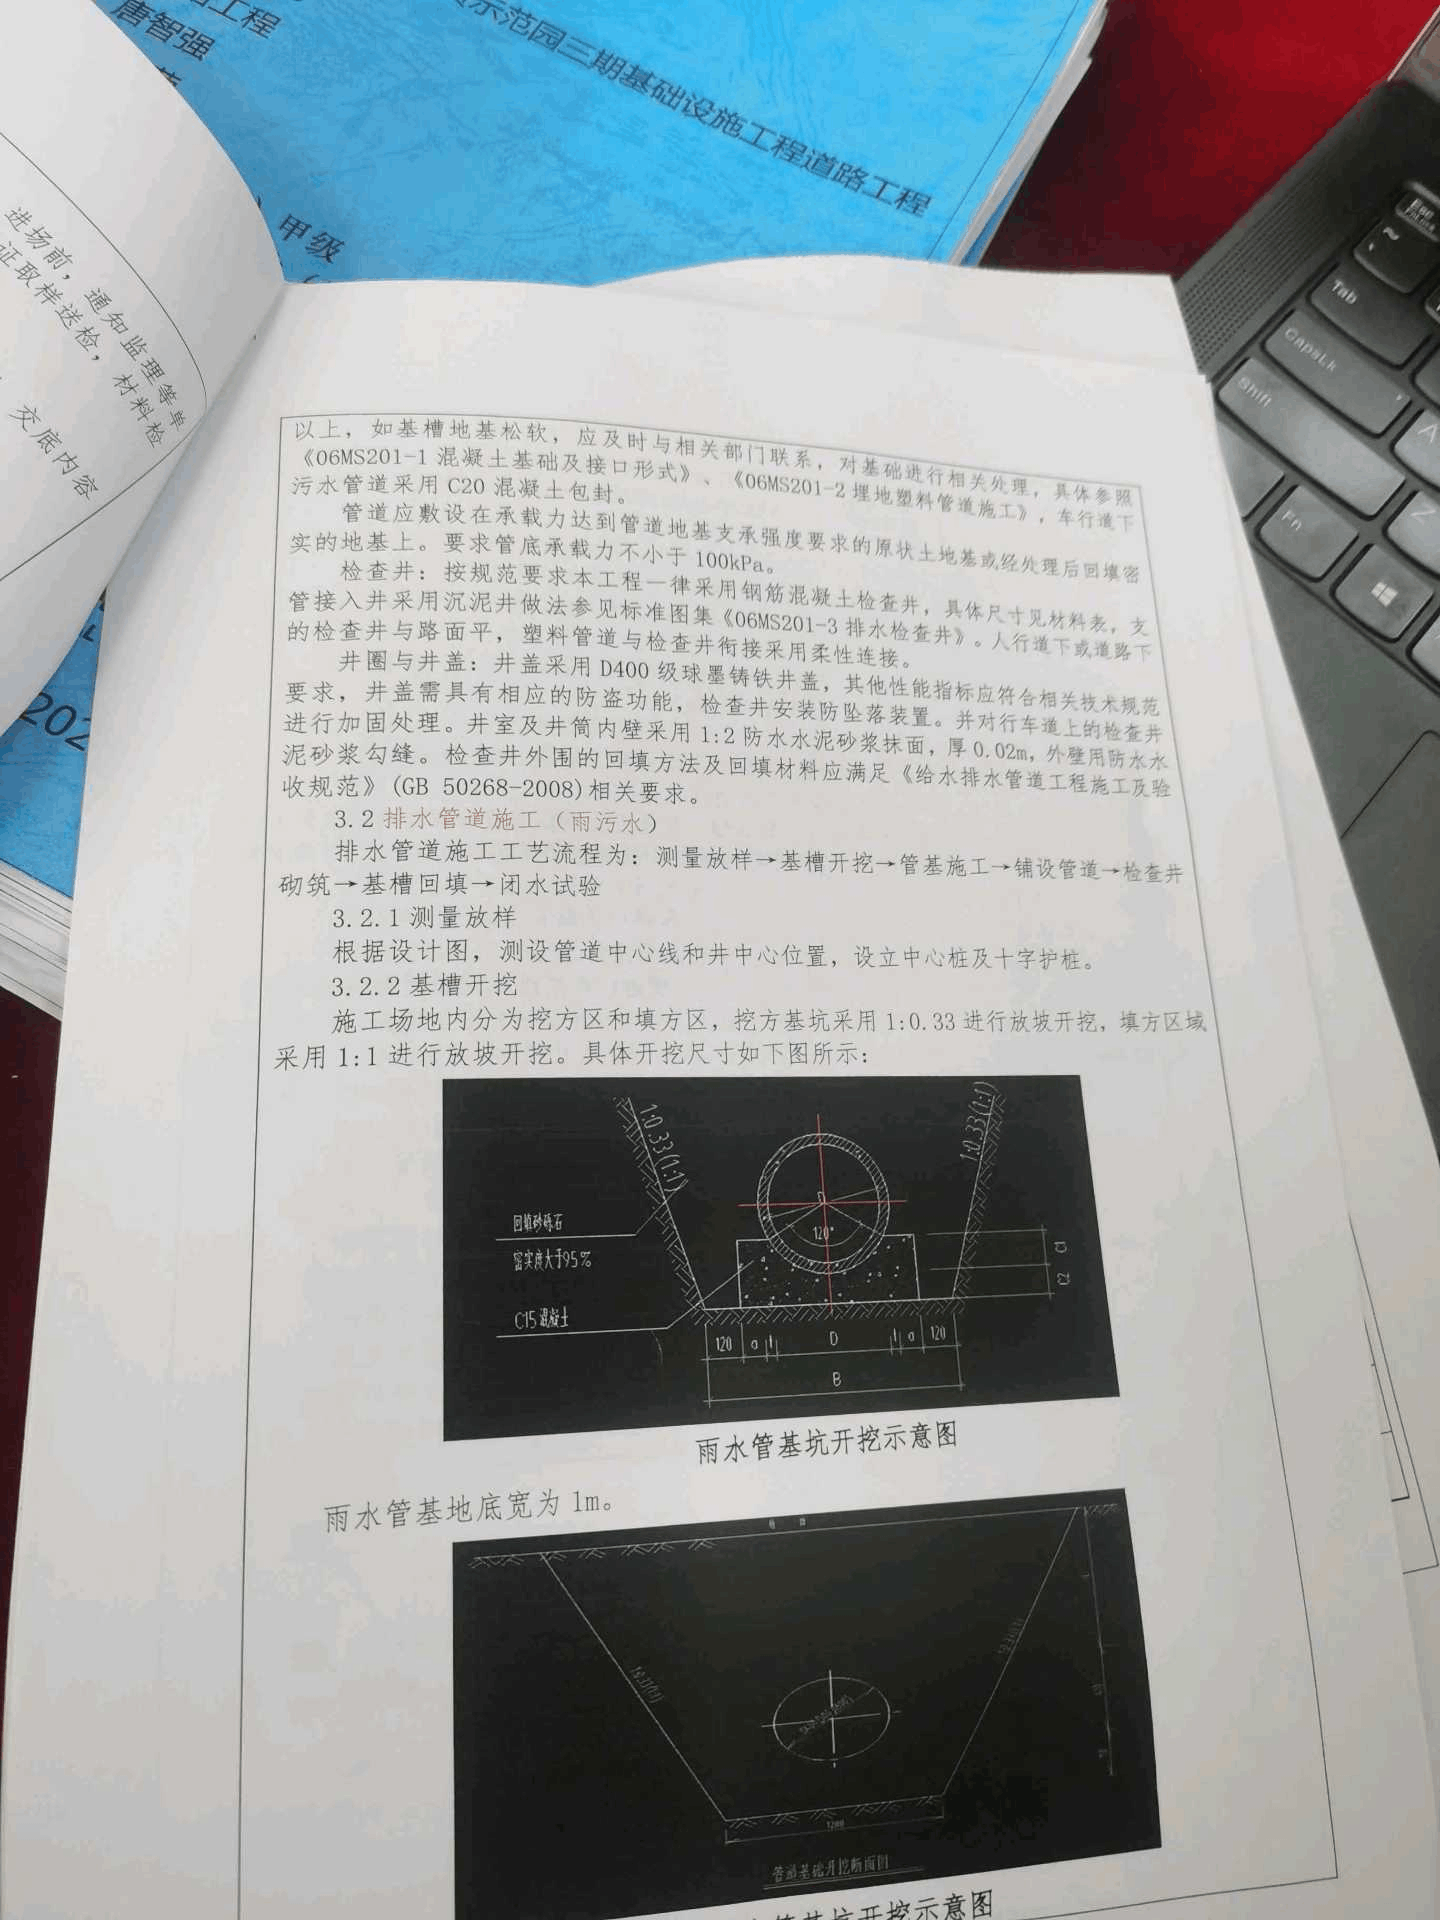 工程
唐智强
示范园三期基础设施工程道路工程
甲级
进场前，通知监理等单
证取样送检，材料检
交底内容
202
Esc
FnLock
~
Tab
CapsLk
Shift
A
Z
Fn
以上，如基槽地基松软，应及时与相关部门联系，对基础进行相关处理，具体参照
《06MS201-1 混凝土基础及接口形式》、《06MS201-2 埋地塑料管道施工》，车行道下
污水管道采用 C20 混凝土包封。
管道应敷设在承载力达到管道地基支承强度要求的原状土地基或经处理后回填密
实的地基上。要求管底承载力不小于 100kPa。
检查井：按规范要求本工程一律采用钢筋混凝土检查井，具体尺寸见材料表，支
管接入井采用沉泥井做法参见标准图集《06MS201-3 排水检查井》。人行道下或道路下
的检查井与路面平，塑料管道与检查井衔接采用柔性连接。
井圈与井盖：井盖采用 D400 级球墨铸铁井盖，其他性能指标应符合相关技术规范
要求，井盖需具有相应的防盗功能，检查井安装防坠落装置。并对行车道上的检查井
进行加固处理。井室及井筒内壁采用 1:2 防水水泥砂浆抹面，厚 0.02m，外壁用防水水
泥砂浆勾缝。检查井外围的回填方法及回填材料应满足《给水排水管道工程施工及验
收规范》(GB 50268-2008)相关要求。
3.2 排水管道施工（雨污水）
排水管道施工工艺流程为：测量放样→基槽开挖→管基施工→铺设管道→检查井
砌筑→基槽回填→闭水试验
3.2.1 测量放样
根据设计图，测设管道中心线和井中心位置，设立中心桩及十字护桩。
3.2.2 基槽开挖
施工场地内分为挖方区和填方区，挖方基坑采用 1:0.33 进行放坡开挖，填方区域
采用 1:1 进行放坡开挖。具体开挖尺寸如下图所示：
1:0.33(1:1)
1:0.33(1:1)
回填砂砾石
密实度大于95%
120°
C1
C2
C15混凝土
120 a t D t a 120
B
雨水管基坑开挖示意图
雨水管基地底宽为 1m。
1:0.33(1:1)
1200
管道基础开挖断面图
管基坑开挖示意图